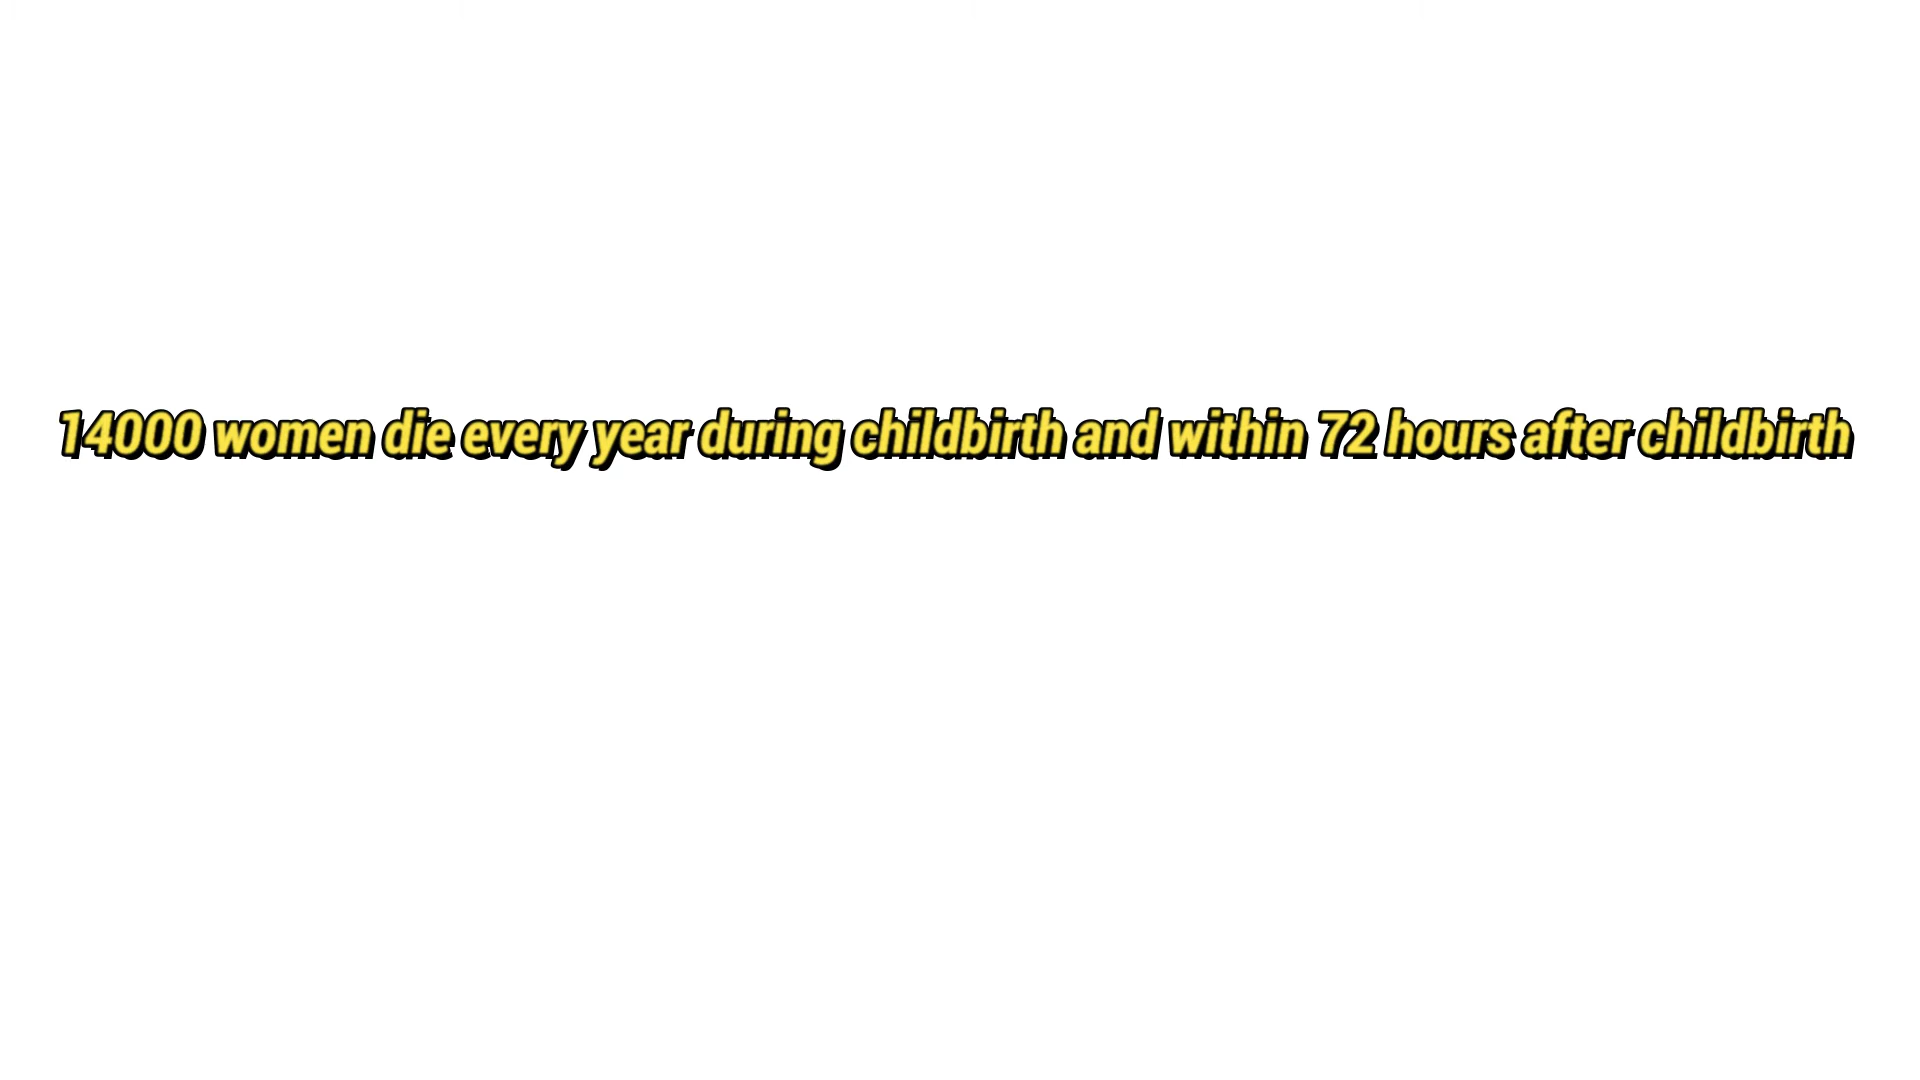 14000 women die every year during childbirth and within 72 hours after childbirth